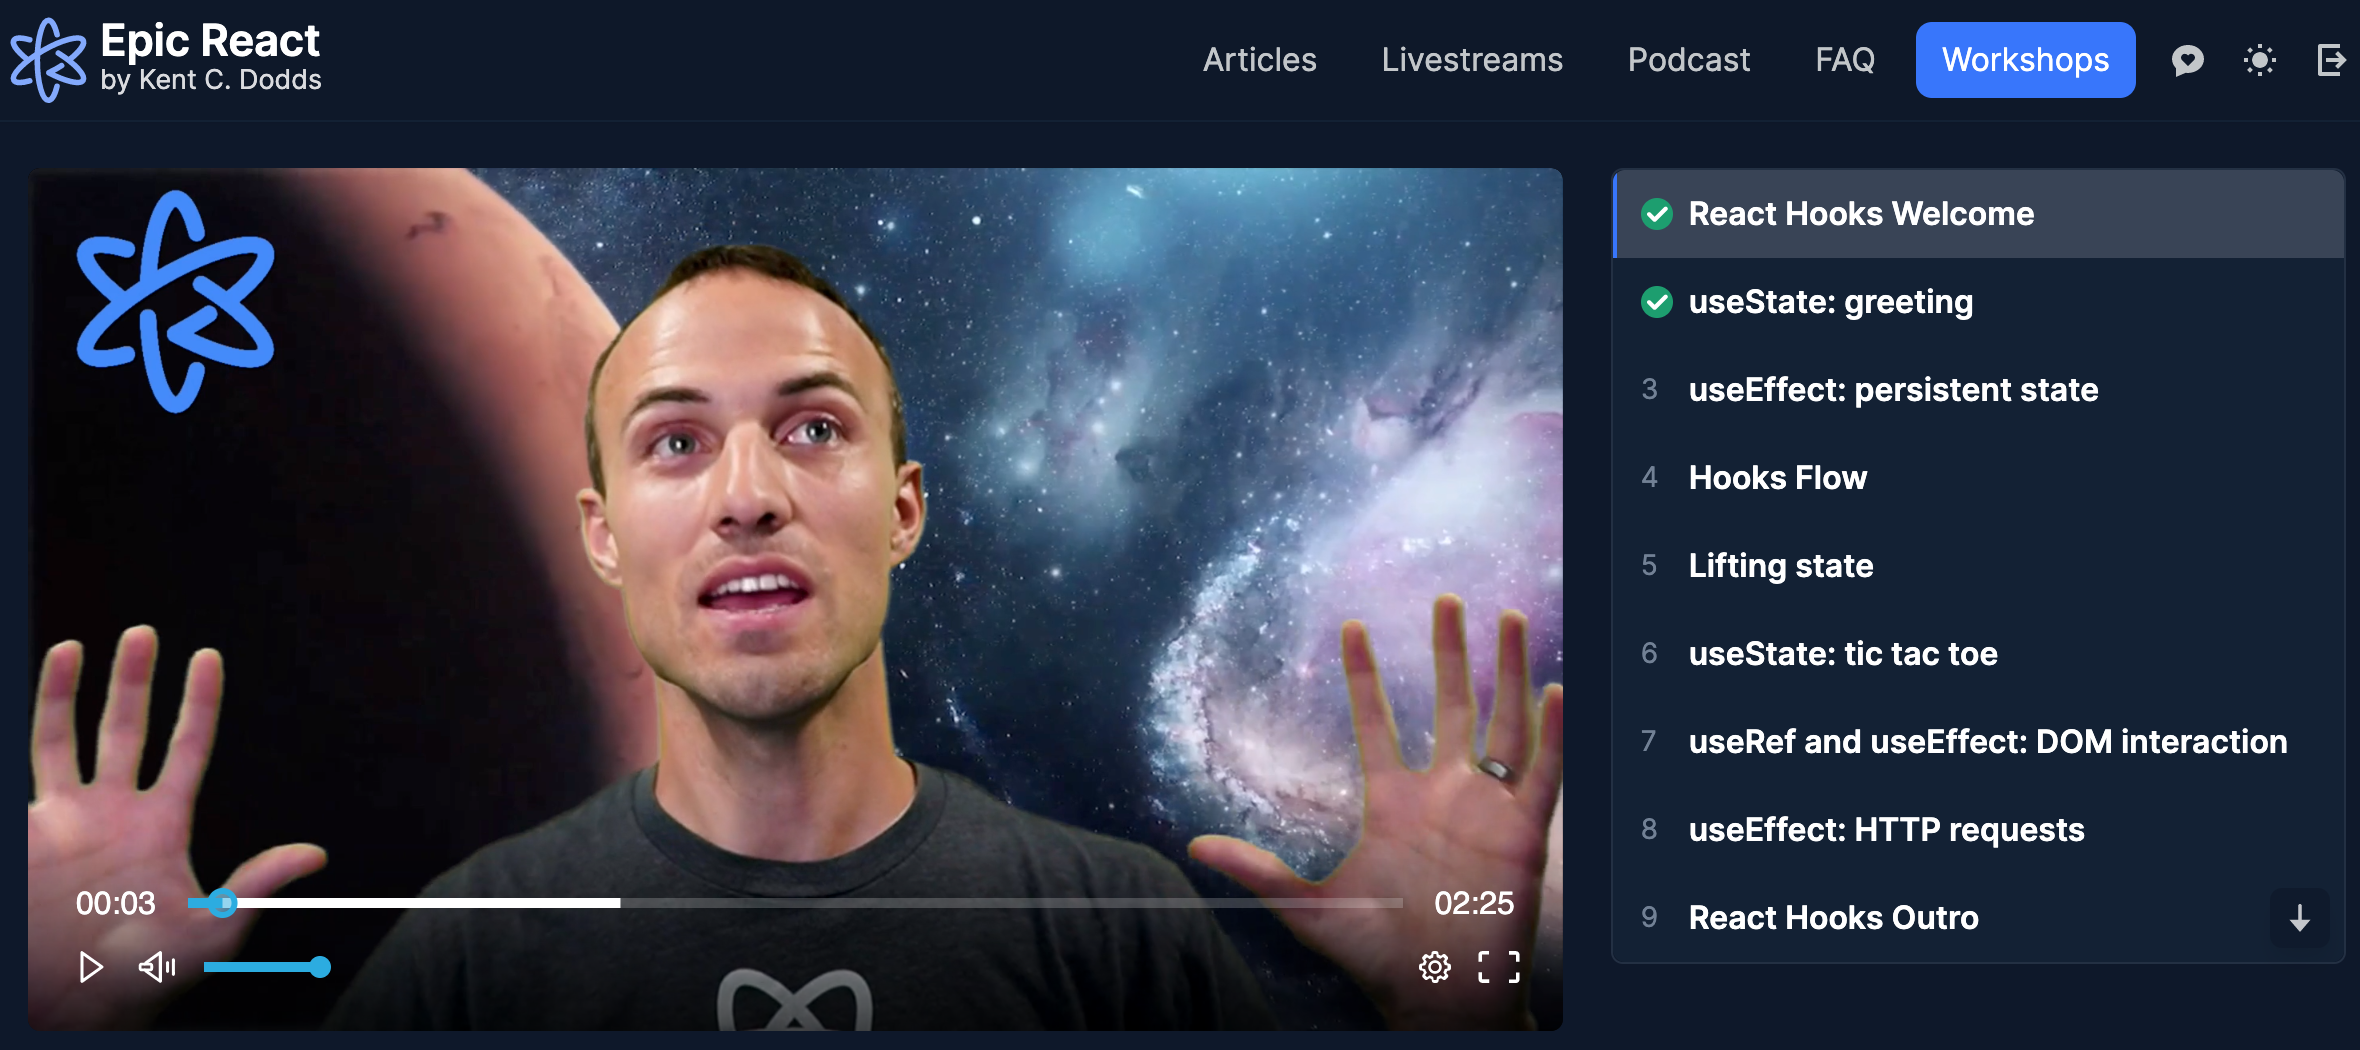 Epic React
by Kent C. Dodds
Articles
Livestreams
Podcast
FAQ
Workshops
00:03
02:25
React Hooks Welcome
useState: greeting
3 useEffect: persistent state
4 Hooks Flow
5 Lifting state
6 useState: tic tac toe
7 useRef and useEffect: DOM interaction
8 useEffect: HTTP requests
9 React Hooks Outro